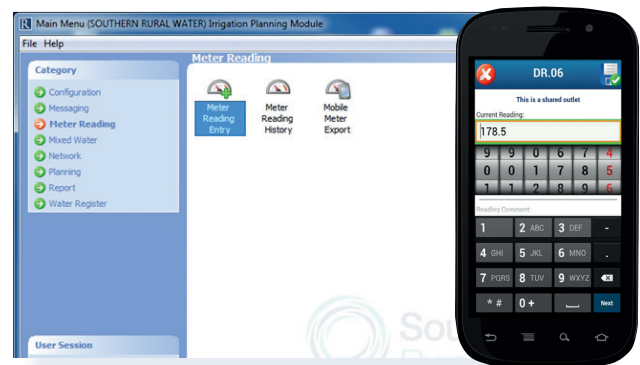 Main Menu (SOUTHERN RURAL WATER) Irrigation Planning Module
File Help
Category
Configuration
Messaging
Meter Reading
Mixed Water
Network
Planning
Report
Water Register
User Session
Meter Reading
Meter Reading Entry
Meter Reading History
Mobile Meter Export
Sou
DR.06
This is a shared outlet
Current Reading:
178.5
9 9 0 6 7 4
0 0 1 7 8 5
1 1 2 8 9 6
Reading Comment
1 2 ABC 3 DEF -
4 GHI 5 JKL 6 MNO .
7 PQRS 8 TUV 9 WXYZ
* # 0 + Next